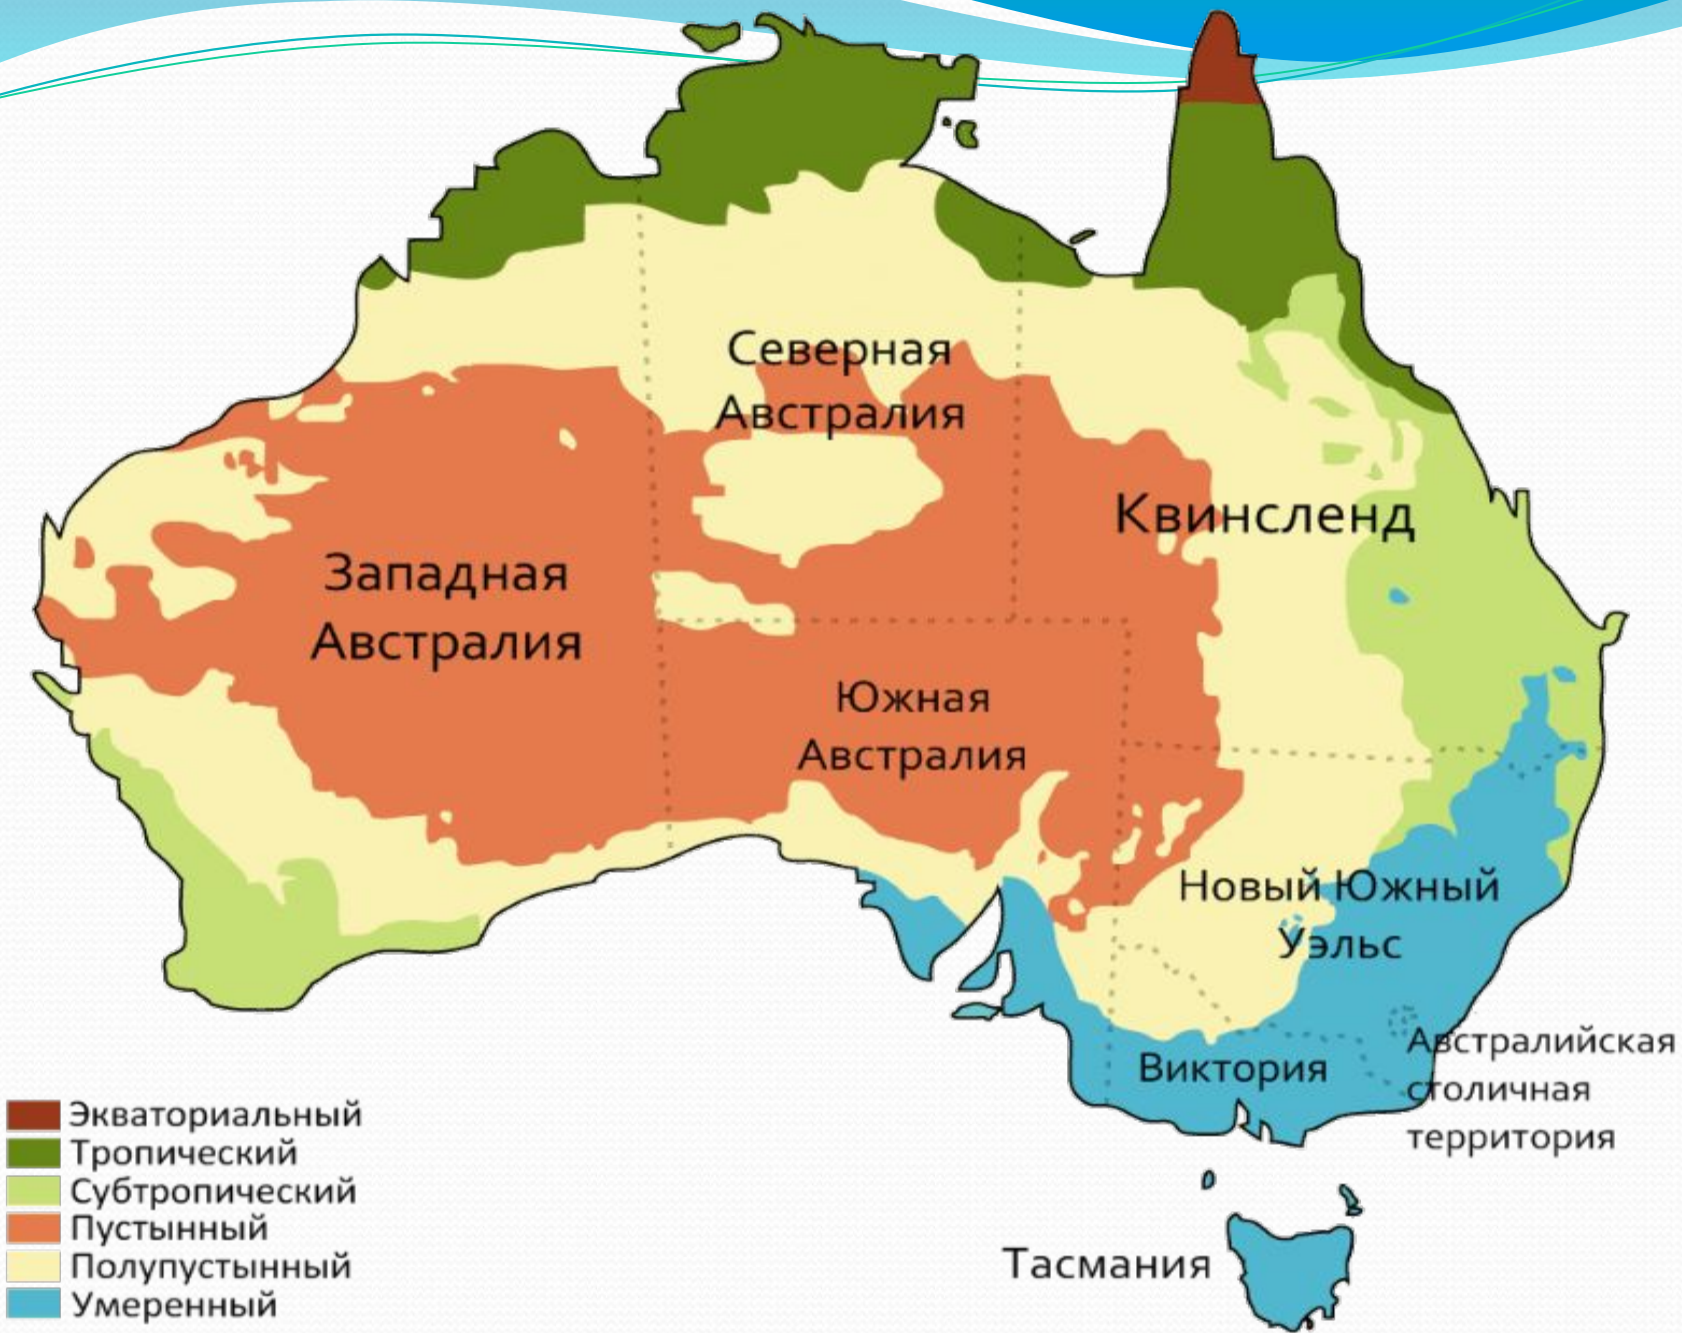 Северная
Австралия
Квинсленд
Западная
Австралия
Южная
Австралия
Новый Южный
Уэльс
Австралийская
столичная
территория
Виктория
Тасмания
Экваториальный
Тропический
Субтропический
Пустынный
Полупустынный
Умеренный